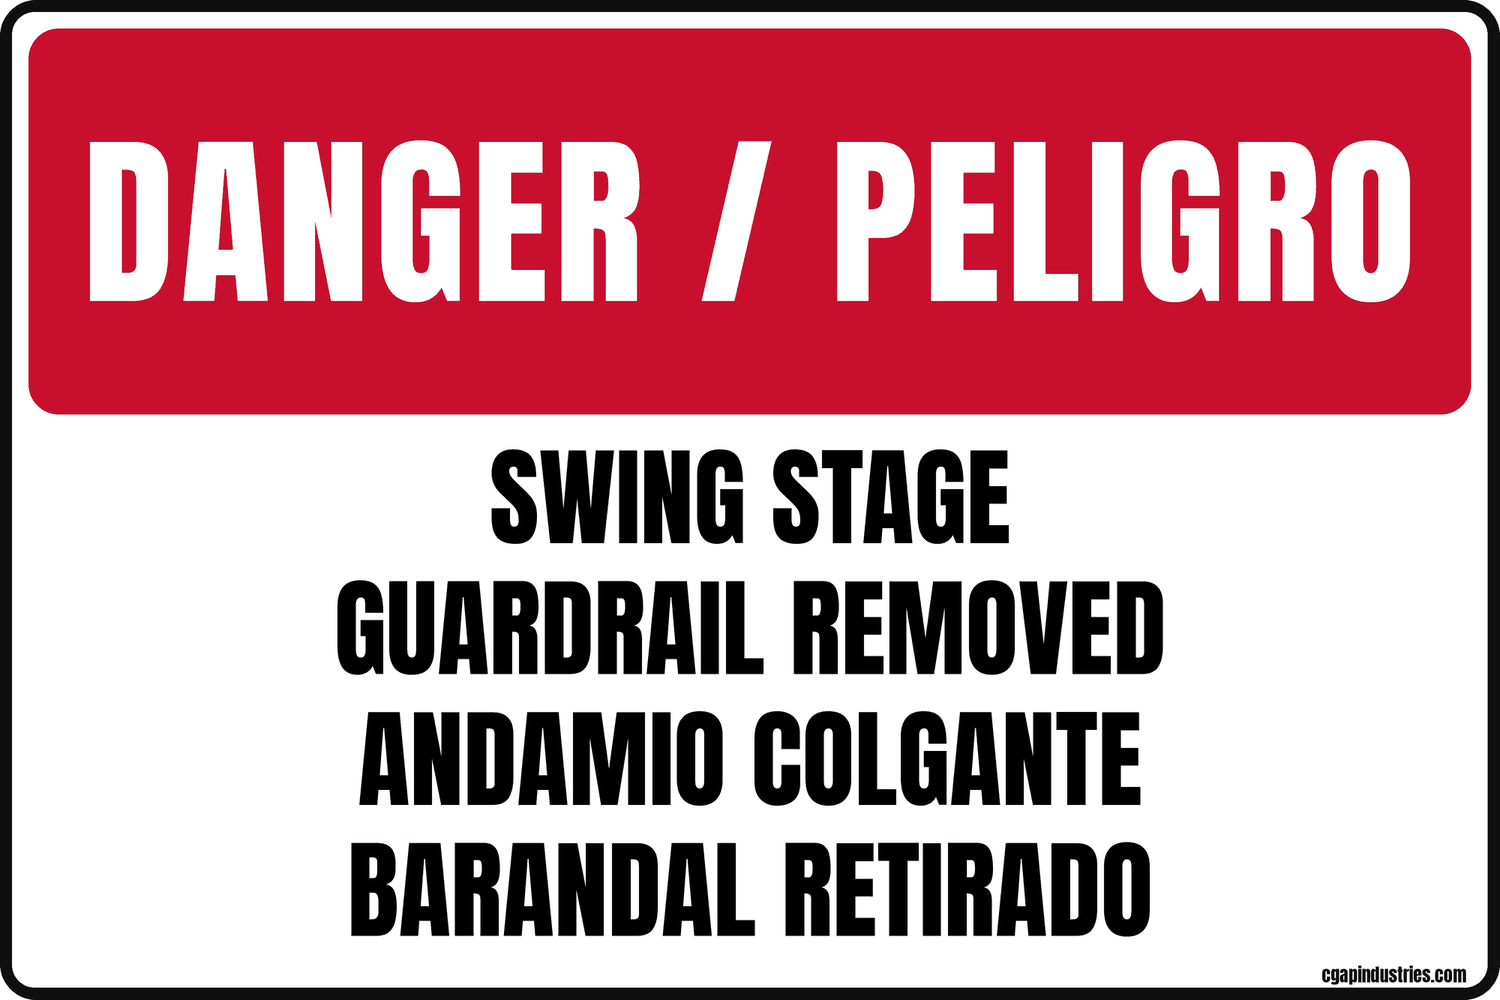 DANGER / PELIGRO
SWING STAGE
GUARDRAIL REMOVED
ANDAMIO COLGANTE
BARANDAL RETIRADO
cgapindustries.com